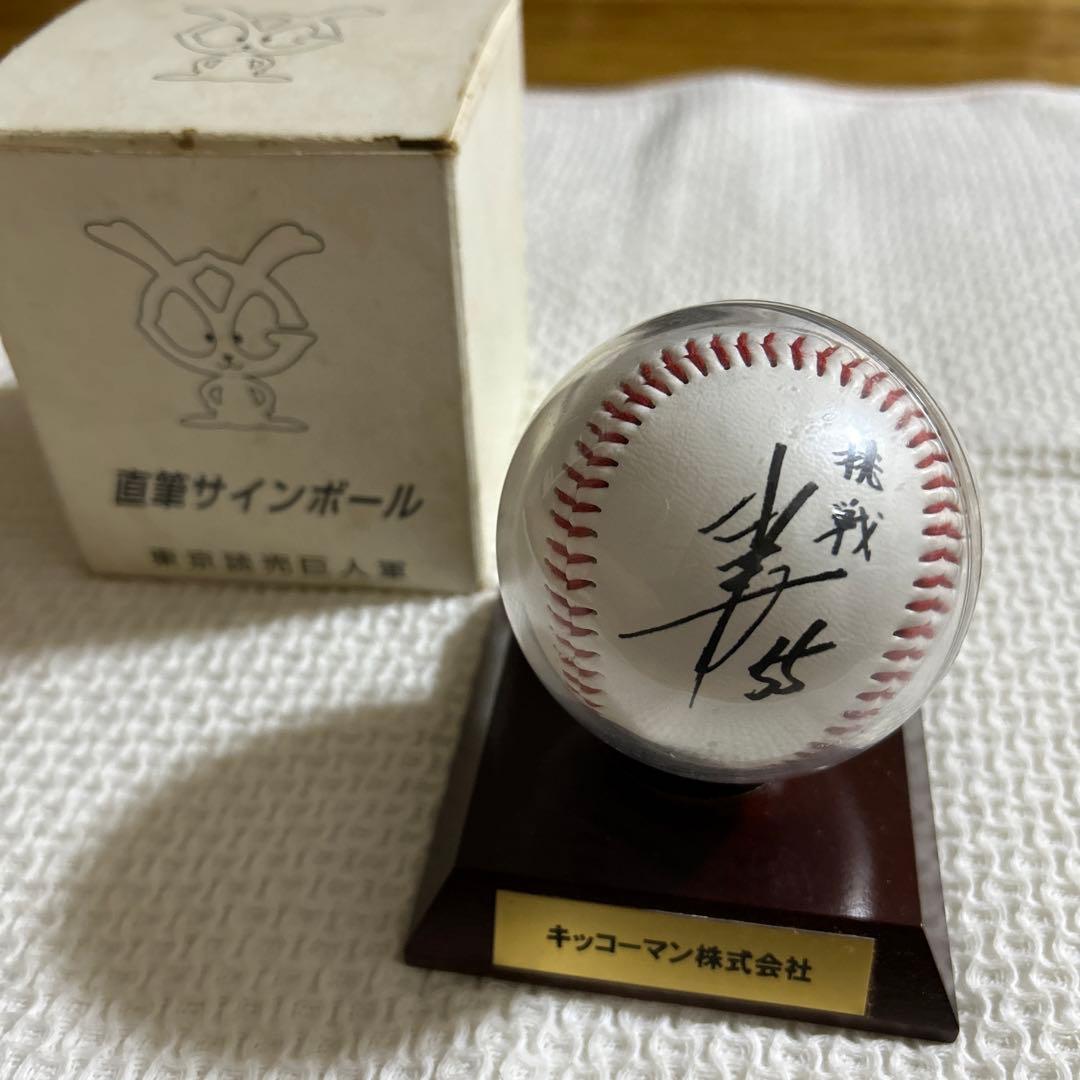 直筆サインボール
東京読売巨人軍
挑戦
55
キッコーマン株式会社